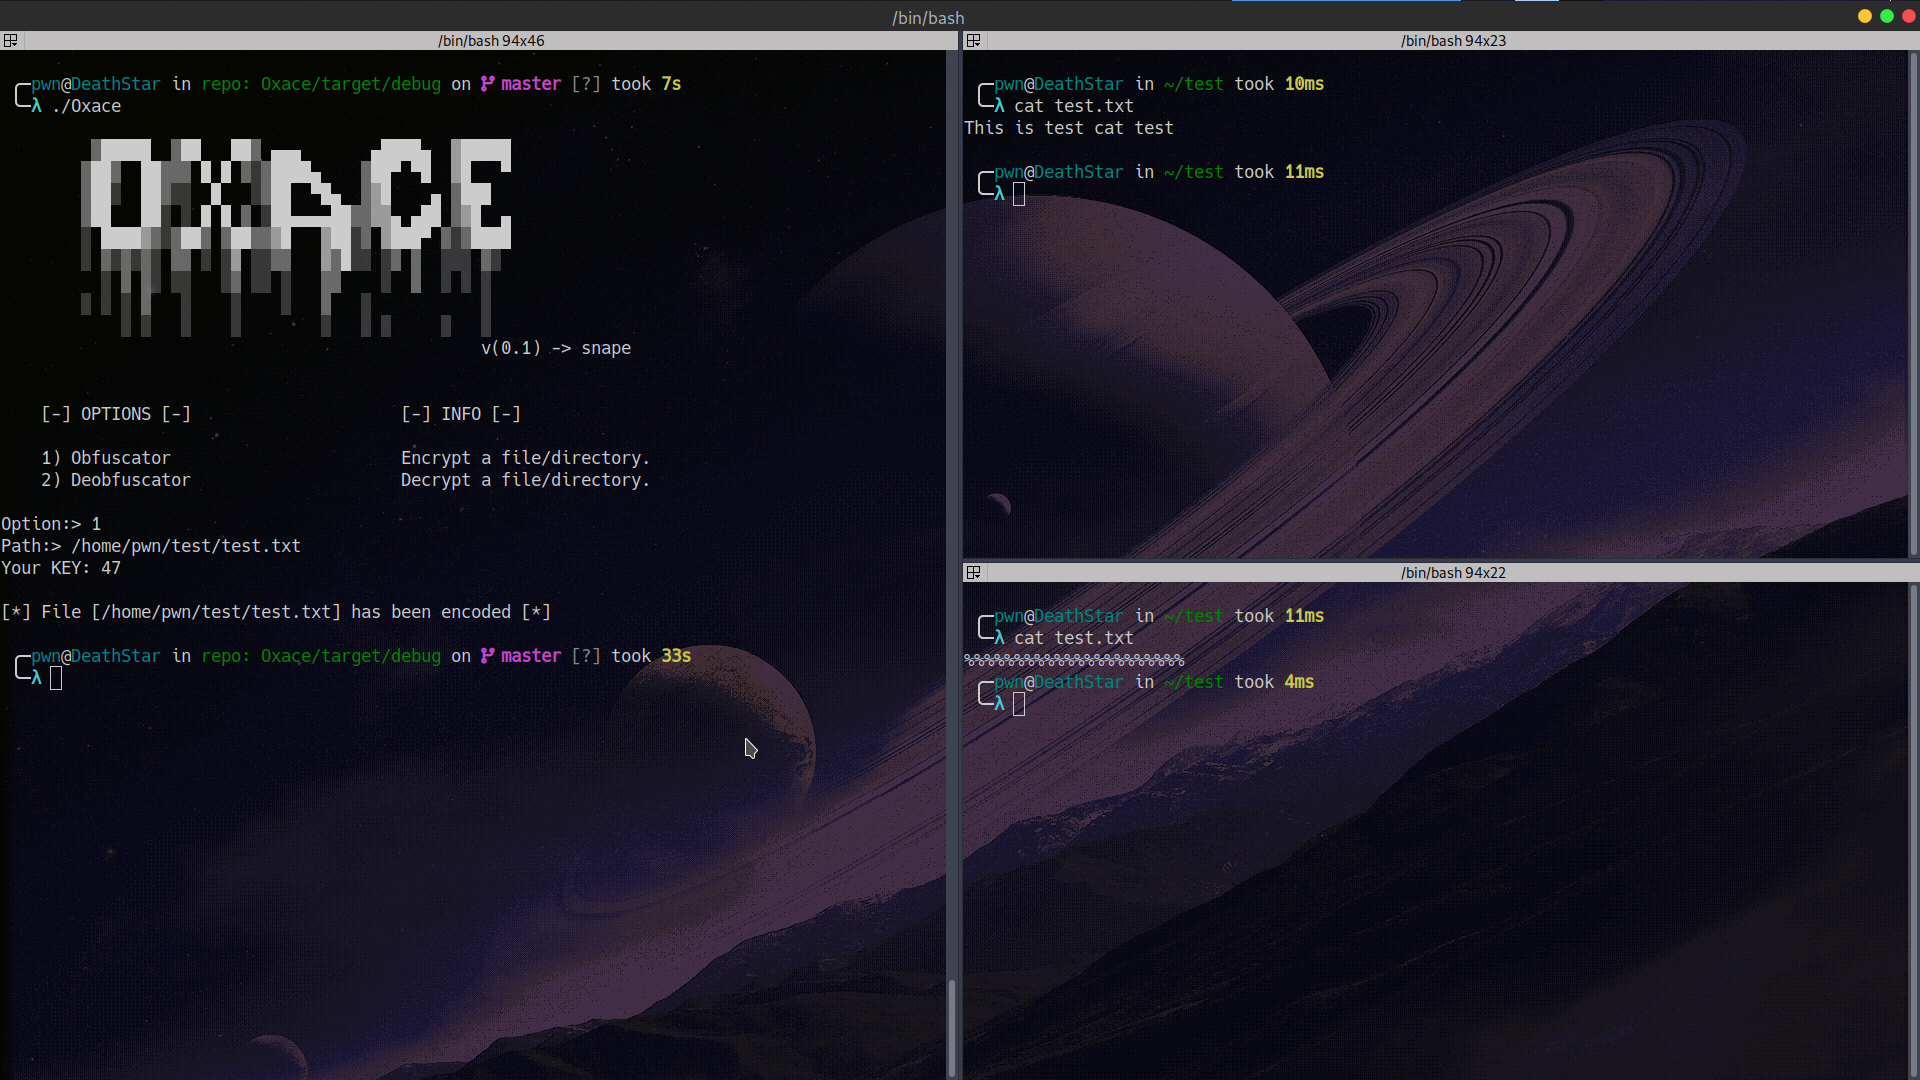 /bin/bash
/bin/bash 94x46
pwn@DeathStar in repo: Oxace/target/debug on master [?] took 7s
λ ./Oxace
OXACE
v(0.1) -> snape
[-] OPTIONS [-] [-] INFO [-]
1) Obfuscator Encrypt a file/directory.
2) Deobfuscator Decrypt a file/directory.
Option:> 1
Path:> /home/pwn/test/test.txt
Your KEY: 47
[*] File [/home/pwn/test/test.txt] has been encoded [*]
pwn@DeathStar in repo: Oxace/target/debug on master [?] took 33s
λ
/bin/bash 94x23
pwn@DeathStar in ~/test took 10ms
λ cat test.txt
This is test cat test
pwn@DeathStar in ~/test took 11ms
λ
/bin/bash 94x22
pwn@DeathStar in ~/test took 11ms
λ cat test.txt
%%%%%%%%%%%%%%%%%%%%%%
pwn@DeathStar in ~/test took 4ms
λ